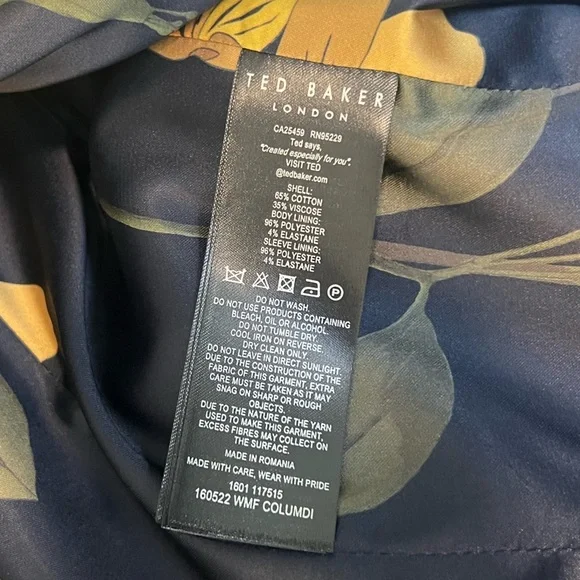 TED BAKER
LONDON
CA25459 RN95229
Ted says,
"Created especially for you".
VISIT TED
@tedbaker.com
SHELL:
65% COTTON
35% VISCOSE
BODY LINING:
96% POLYESTER
4% ELASTANE
SLEEVE LINING:
96% POLYESTER
4% ELASTANE
P
DO NOT WASH.
DO NOT USE PRODUCTS CONTAINING
BLEACH, OIL OR ALCOHOL.
DO NOT TUMBLE DRY.
COOL IRON ON REVERSE.
DRY CLEAN ONLY.
DO NOT LEAVE IN DIRECT SUNLIGHT.
DUE TO THE CONSTRUCTION OF THE
FABRIC OF THIS GARMENT, EXTRA
CARE MUST BE TAKEN AS IT MAY
SNAG ON SHARP OR ROUGH
OBJECTS.
DUE TO THE NATURE OF THE YARN
USED TO MAKE THIS GARMENT,
EXCESS FIBRES MAY COLLECT ON
THE SURFACE.
MADE IN ROMANIA
MADE WITH CARE, WEAR WITH PRIDE
1601 117515
160522 WMF COLUMDI